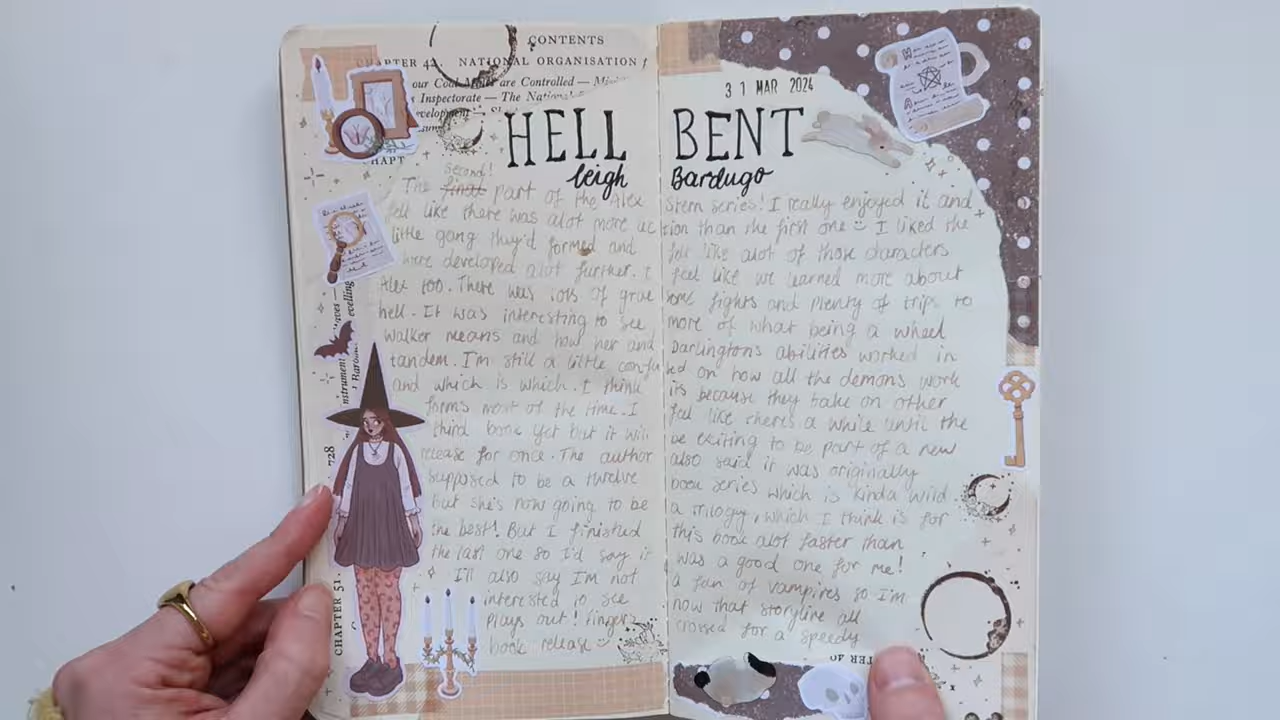 CONTENTS
CHAPTER 42. NATIONAL ORGANISATION
our Coal Mines are Controlled —
Inspectorate — The National
CHAPT
31 MAR 2024
HELL BENT
leigh Bardugo
second!
The final part of the Alex Stern series! I really enjoyed it and
felt like there was alot more action than the first one I liked the
little gang they'd formed and felt like alot of those characters
were developed alot further. I feel like we learned more about
Alex too. There was lots of gruesome fights and plenty of trips to
hell. It was interesting to see more of what being a wheel
walker means and how her and Darlington's abilities worked in
tandem. I'm still a little confused on how all the demons work
and which is which. I think its because they take on other
forms most of the time. I feel like theres a while until the
third book yet but it will be exiting to be part of a new
release for once. The author also said it was originally
supposed to be a twelve book series which is kinda wild
but she's now going to be a trilogy, which I think is for
the best! But I finished this book alot faster than
the last one so I'd say it was a good one for me!
I'll also say I'm not a fan of vampires so I'm
interested to see now that storyline all
plays out! Fingers crossed for a speedy
book release
728
CHAPTER 51.